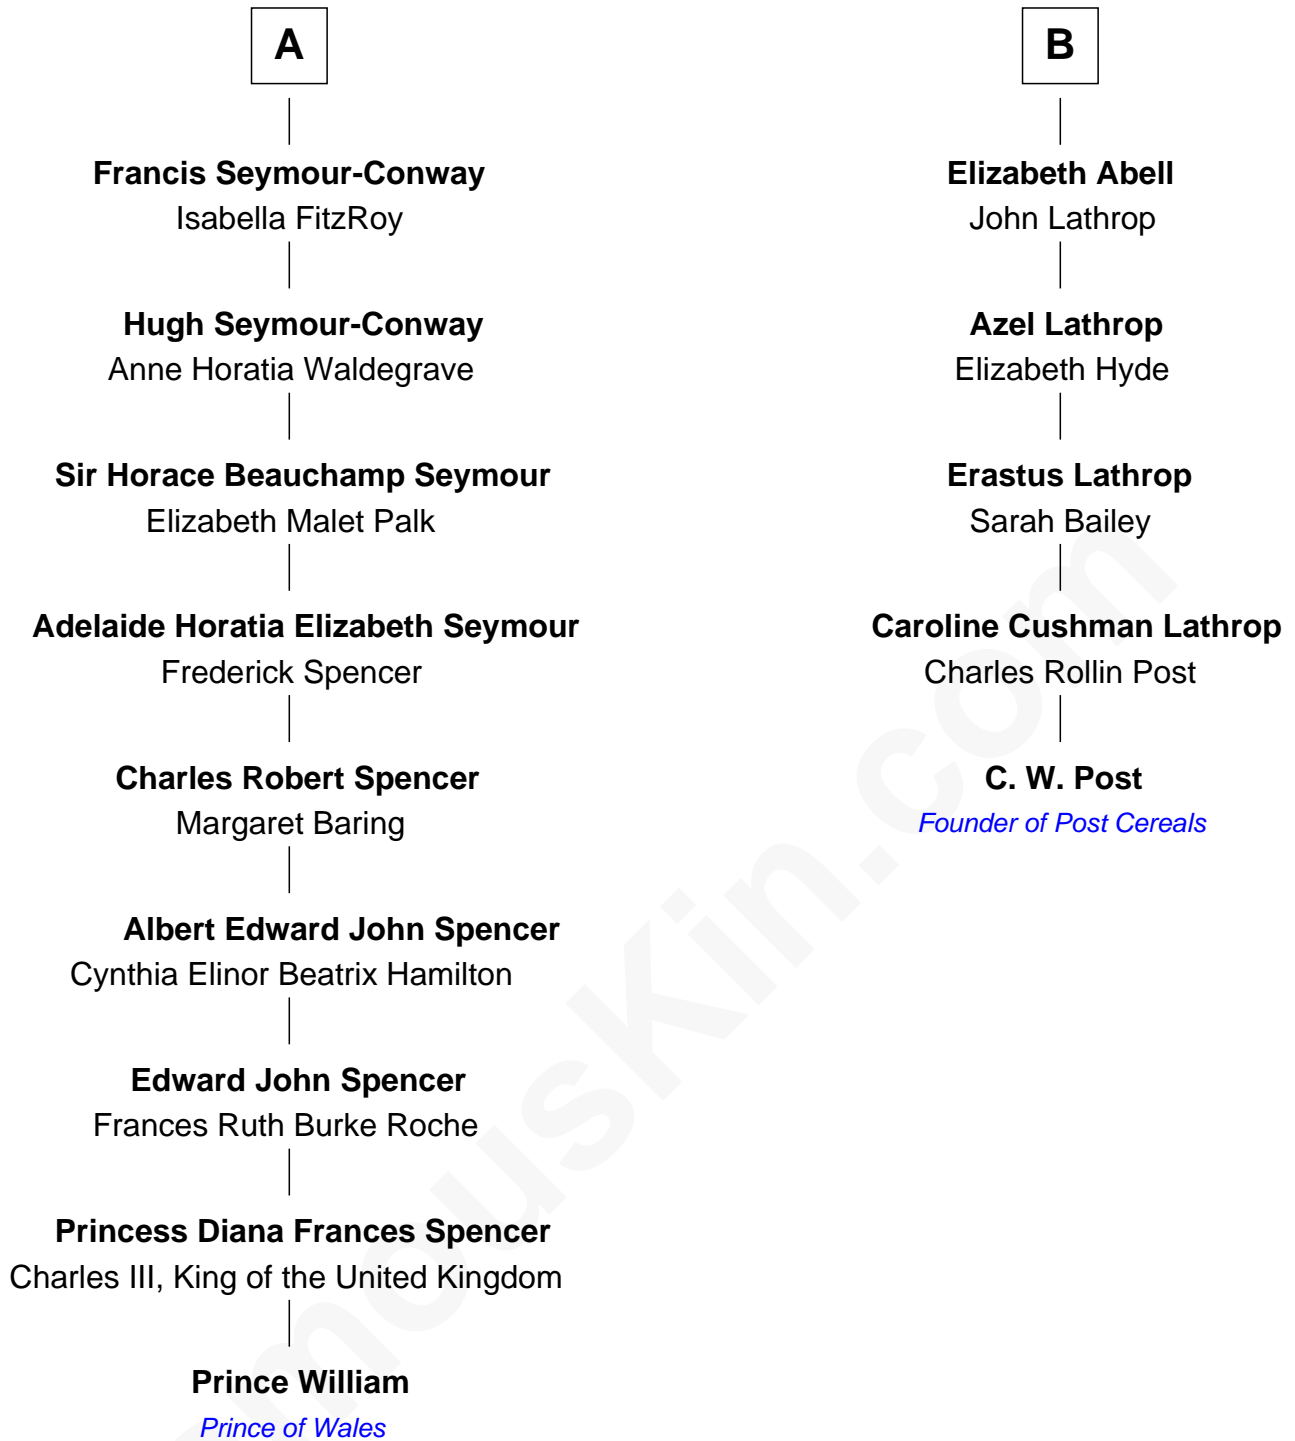 A
Francis Seymour-Conway
Isabella FitzRoy
Hugh Seymour-Conway
Anne Horatia Waldegrave
Sir Horace Beauchamp Seymour
Elizabeth Malet Palk
Adelaide Horatia Elizabeth Seymour
Frederick Spencer
Charles Robert Spencer
Margaret Baring
Albert Edward John Spencer
Cynthia Elinor Beatrix Hamilton
Edward John Spencer
Frances Ruth Burke Roche
Princess Diana Frances Spencer
Charles III, King of the United Kingdom
Prince William
Prince of Wales
B
Elizabeth Abell
John Lathrop
Azel Lathrop
Elizabeth Hyde
Erastus Lathrop
Sarah Bailey
Caroline Cushman Lathrop
Charles Rollin Post
C. W. Post
Founder of Post Cereals
mousKin.com